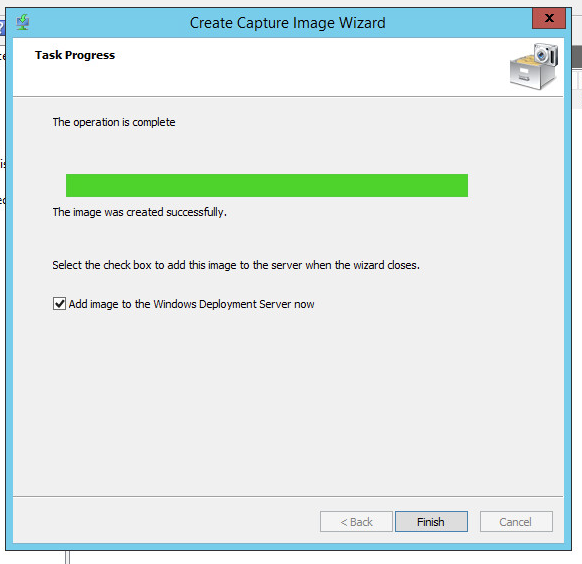 Create Capture Image Wizard
x
Task Progress
The operation is complete
The image was created successfully.
Select the check box to add this image to the server when the wizard closes.
Add image to the Windows Deployment Server now
< Back
Finish
Cancel